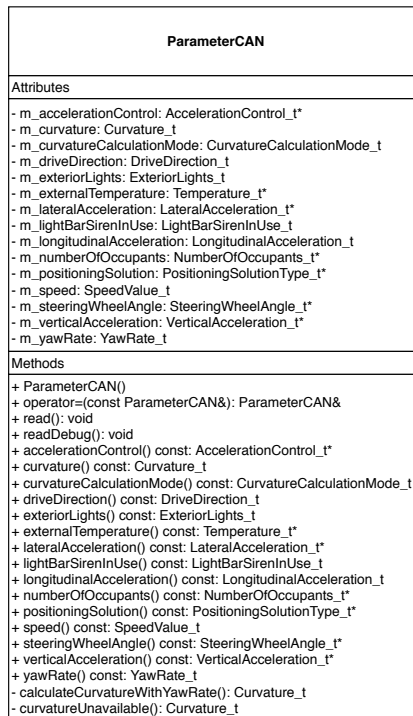 ParameterCAN
Attributes
- m_accelerationControl: AccelerationControl_t*
- m_curvature: Curvature_t
- m_curvatureCalculationMode: CurvatureCalculationMode_t
- m_driveDirection: DriveDirection_t
- m_exteriorLights: ExteriorLights_t
- m_externalTemperature: Temperature_t*
- m_lateralAcceleration: LateralAcceleration_t*
- m_lightBarSirenInUse: LightBarSirenInUse_t
- m_longitudinalAcceleration: LongitudinalAcceleration_t
- m_numberOfOccupants: NumberOfOccupants_t*
- m_positioningSolution: PositioningSolutionType_t*
- m_speed: SpeedValue_t
- m_steeringWheelAngle: SteeringWheelAngle_t*
- m_verticalAcceleration: VerticalAcceleration_t*
- m_yawRate: YawRate_t
Methods
+ ParameterCAN()
+ operator=(const ParameterCAN&): ParameterCAN&
+ read(): void
+ readDebug(): void
+ accelerationControl() const: AccelerationControl_t*
+ curvature() const: Curvature_t
+ curvatureCalculationMode() const: CurvatureCalculationMode_t
+ driveDirection() const: DriveDirection_t
+ exteriorLights() const: ExteriorLights_t
+ externalTemperature() const: Temperature_t*
+ lateralAcceleration() const: LateralAcceleration_t*
+ lightBarSirenInUse() const: LightBarSirenInUse_t
+ longitudinalAcceleration() const: LongitudinalAcceleration_t
+ numberOfOccupants() const: NumberOfOccupants_t*
+ positioningSolution() const: PositioningSolutionType_t*
+ speed() const: SpeedValue_t
+ steeringWheelAngle() const: SteeringWheelAngle_t*
+ verticalAcceleration() const: VerticalAcceleration_t*
+ yawRate() const: YawRate_t
- calculateCurvatureWithYawRate(): Curvature_t
- curvatureUnavailable(): Curvature_t